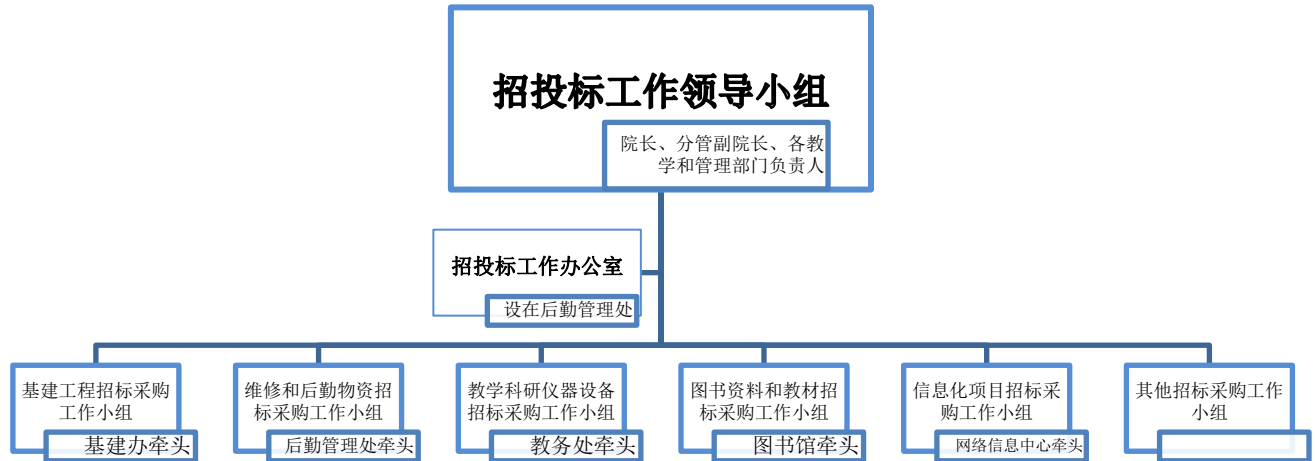 招投标工作领导小组
院长、分管副院长、各教
学和管理部门负责人
招投标工作办公室
设在后勤管理处
基建工程招标采购
工作小组
基建办牵头
维修和后勤物资招
标采购工作小组
后勤管理处牵头
教学科研仪器设备
招标采购工作小组
教务处牵头
图书资料和教材招
标采购工作小组
图书馆牵头
信息化项目招标采
购工作小组
网络信息中心牵头
其他招标采购工作
小组